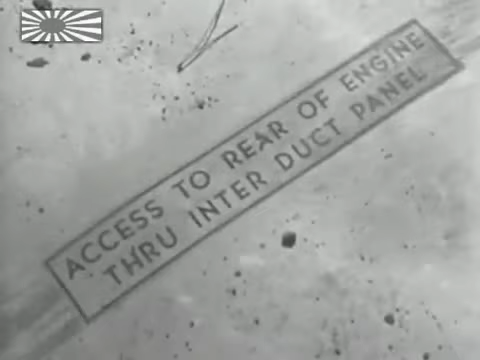 ACCESS TO REAR OF ENGINE
THRU INTER DUCT PANEL